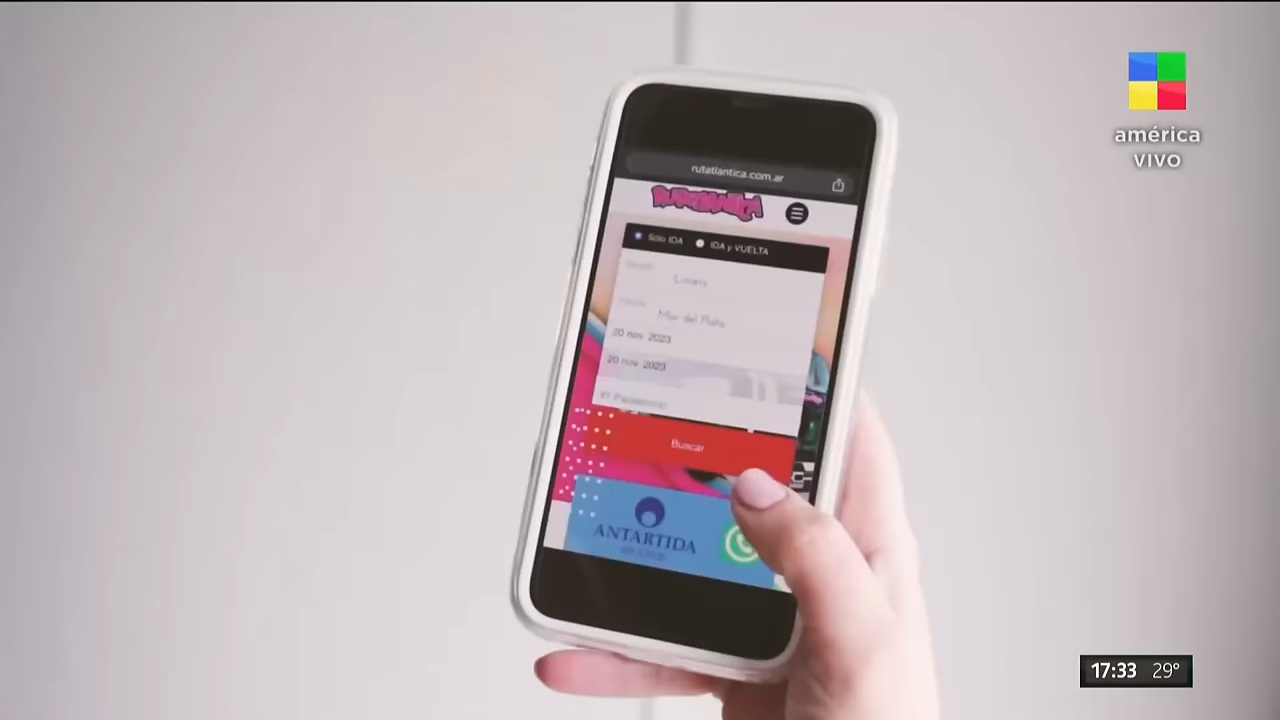 américa
VIVO
rutatlantica.com.ar
RUTATLANTICA
Solo IDA
IDA y VUELTA
Liniers
Mar del Plata
20 nov. 2023
20 nov. 2023
Buscar
ANTARTIDA
17:33 29°